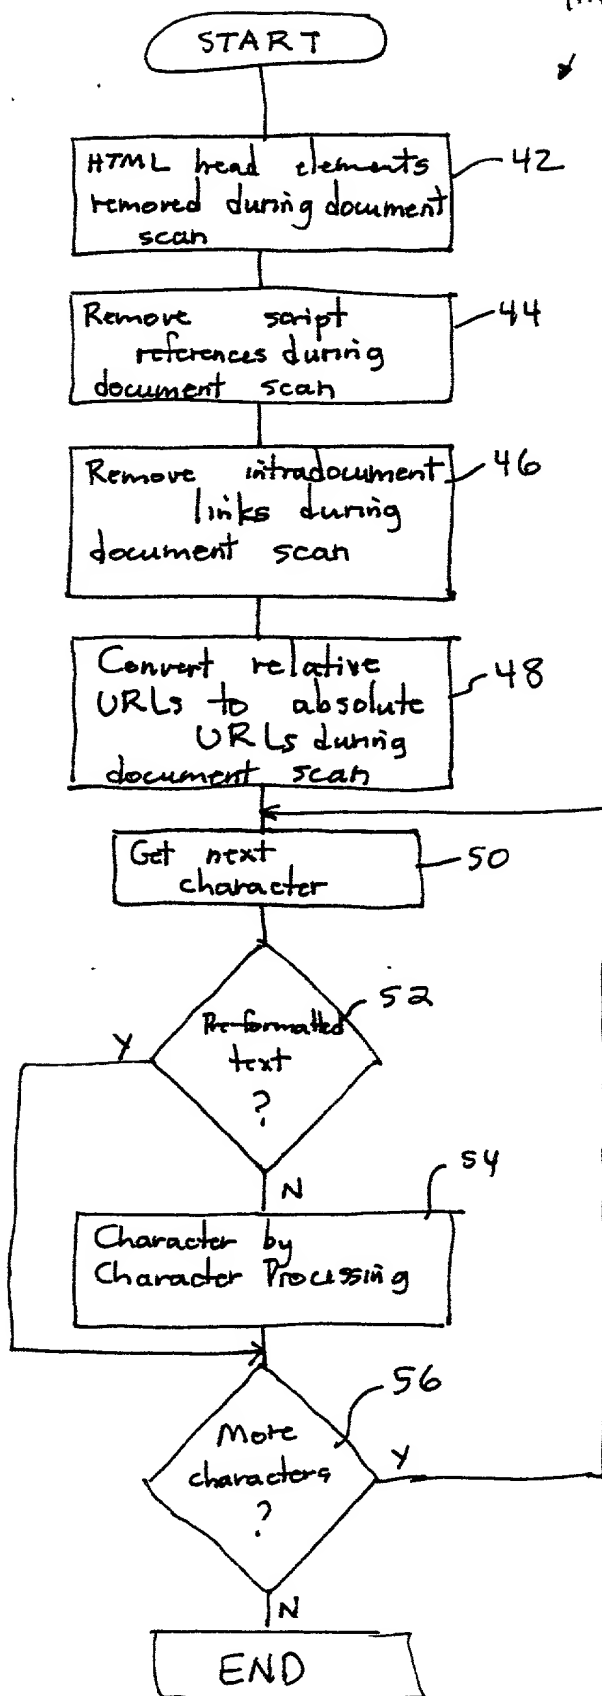 START
HTML head elements
removed during document
scan
42
Remove script
references during
document scan
44
Remove intradocument
links during
document scan
46
Convert relative
URLs to absolute
URLs during
document scan
48
Get next
character
50
Pre-formatted
text
?
52
Y
N
Character by
Character Processing
54
More
characters
?
56
Y
N
END